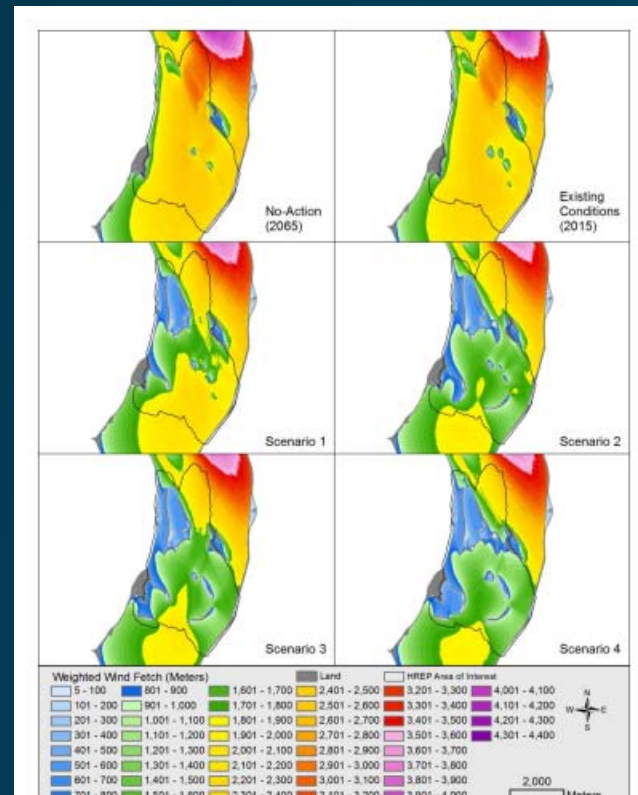 No-Action
(2065)
Existing
Conditions
(2015)
Scenario 1
Scenario 2
Scenario 3
Scenario 4
Weighted Wind Fetch (Meters)
Land
HREP Area of Interest
5 - 100
801 - 900
1,601 - 1,700
2,401 - 2,500
3,201 - 3,300
4,001 - 4,100
101 - 200
901 - 1,000
1,701 - 1,800
2,501 - 2,600
3,301 - 3,400
4,101 - 4,200
201 - 300
1,001 - 1,100
1,801 - 1,900
2,601 - 2,700
3,401 - 3,500
4,201 - 4,300
301 - 400
1,101 - 1,200
1,901 - 2,000
2,701 - 2,800
3,501 - 3,600
4,301 - 4,400
401 - 500
1,201 - 1,300
2,001 - 2,100
2,801 - 2,900
3,601 - 3,700
501 - 600
1,301 - 1,400
2,101 - 2,200
2,901 - 3,000
3,701 - 3,800
601 - 700
1,401 - 1,500
2,201 - 2,300
3,001 - 3,100
3,801 - 3,900
N
W
E
S
2,000
Meters